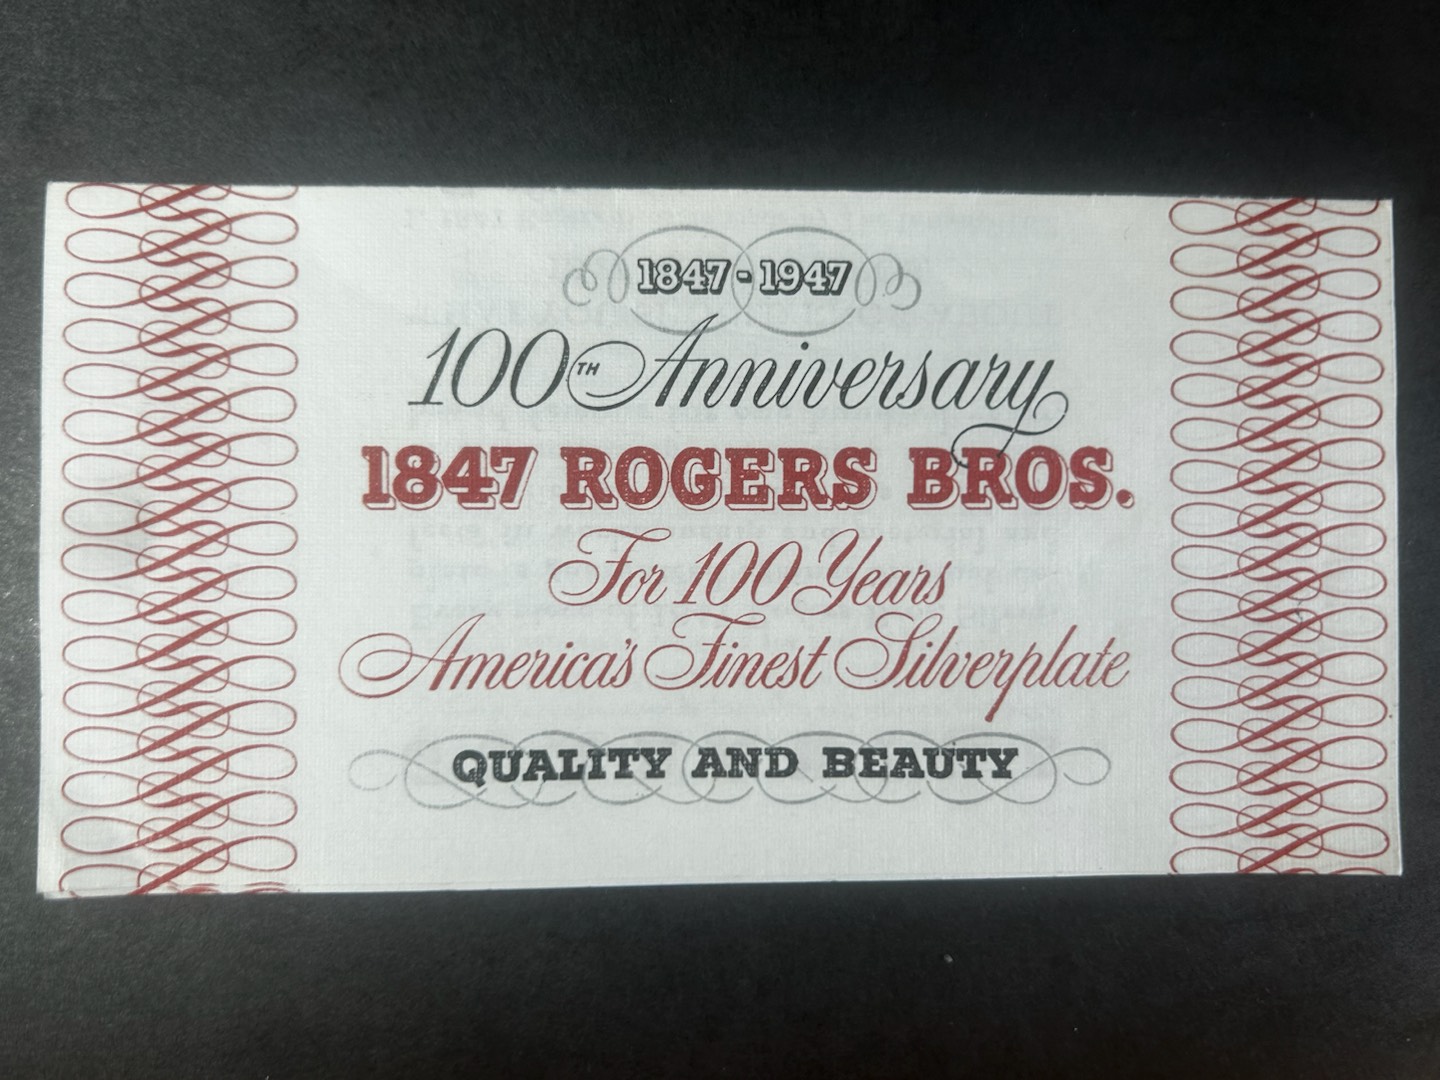 1847 - 1947
100TH Anniversary
1847 ROGERS BROS.
For 100 Years
America's Finest Silverplate
QUALITY AND BEAUTY